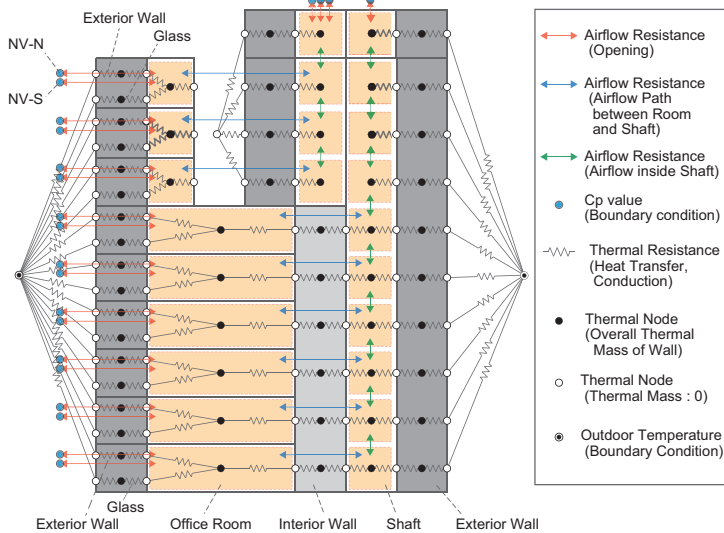 Exterior Wall
Glass
NV-N
NV-S
Glass
Exterior Wall
Office Room
Interior Wall
Shaft
Exterior Wall
Airflow Resistance
(Opening)
Airflow Resistance
(Airflow Path
between Room
and Shaft)
Airflow Resistance
(Airflow inside Shaft)
Cp value
(Boundary condition)
Thermal Resistance
(Heat Transfer,
Conduction)
Thermal Node
(Overall Thermal
Mass of Wall)
Thermal Node
(Thermal Mass : 0)
Outdoor Temperature
(Boundary Condition)